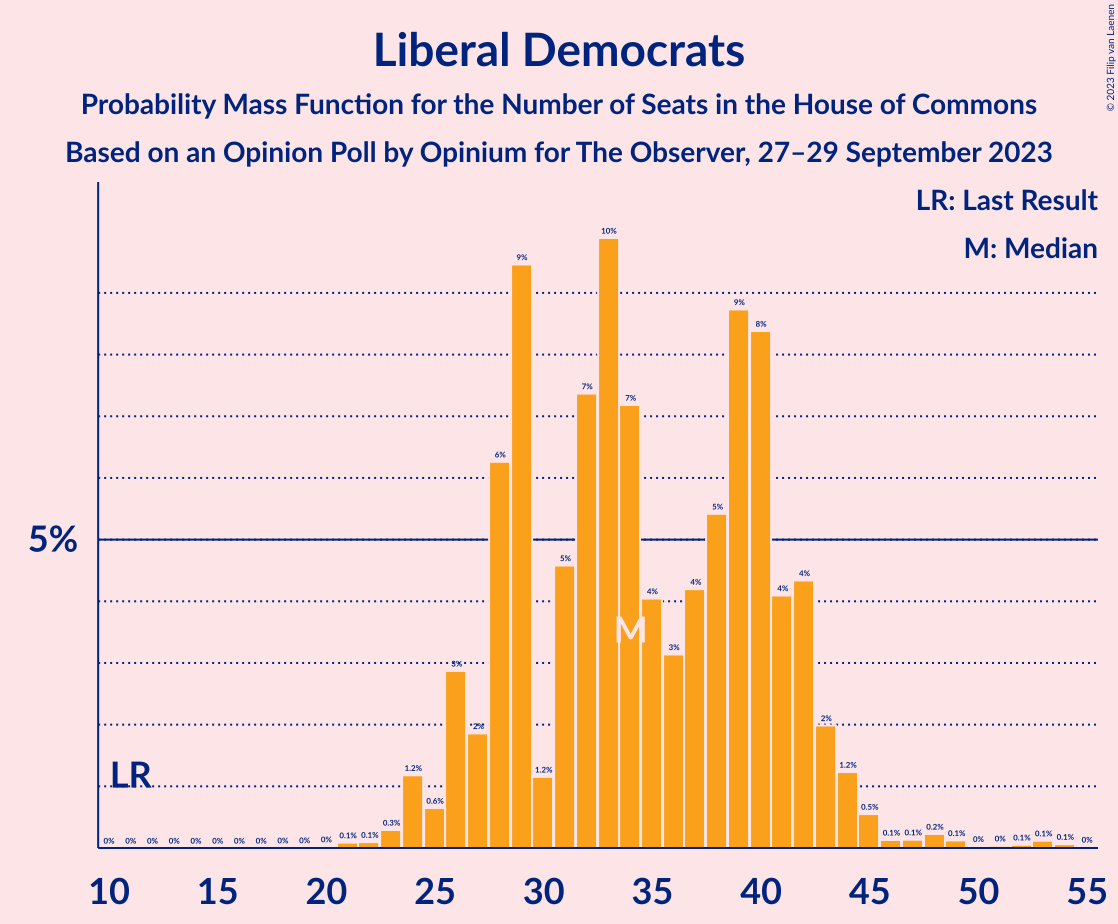 © 2023 Filip van Laenen
Liberal Democrats
Probability Mass Function for the Number of Seats in the House of Commons
Based on an Opinion Poll by Opinium for The Observer, 27–29 September 2023
LR: Last Result
M: Median
5%
0% 0% 0% 0% 0% 0% 0% 0% 0% 0% 0% 0.1% 0.1% 0.3% 1.2% 0.6% 3% 2% 6% 9% 1.2% 5% 7% 10% 7% 4% 3% 4% 5% 9% 8% 4% 4% 2% 1.2% 0.5% 0.1% 0.1% 0.2% 0.1% 0% 0% 0.1% 0.1% 0.1% 0%
M
LR
10 15 20 25 30 35 40 45 50 55